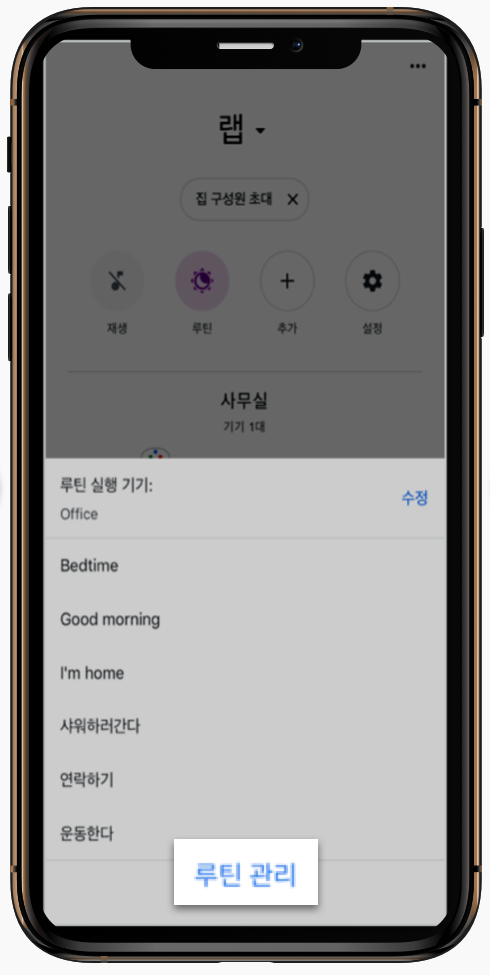 랩
집 구성원 초대
재생
루틴
추가
설정
사무실
기기 1대
루틴 실행 기기:
수정
Office
Bedtime
Good morning
I'm home
샤워하러간다
연락하기
운동한다
루틴 관리